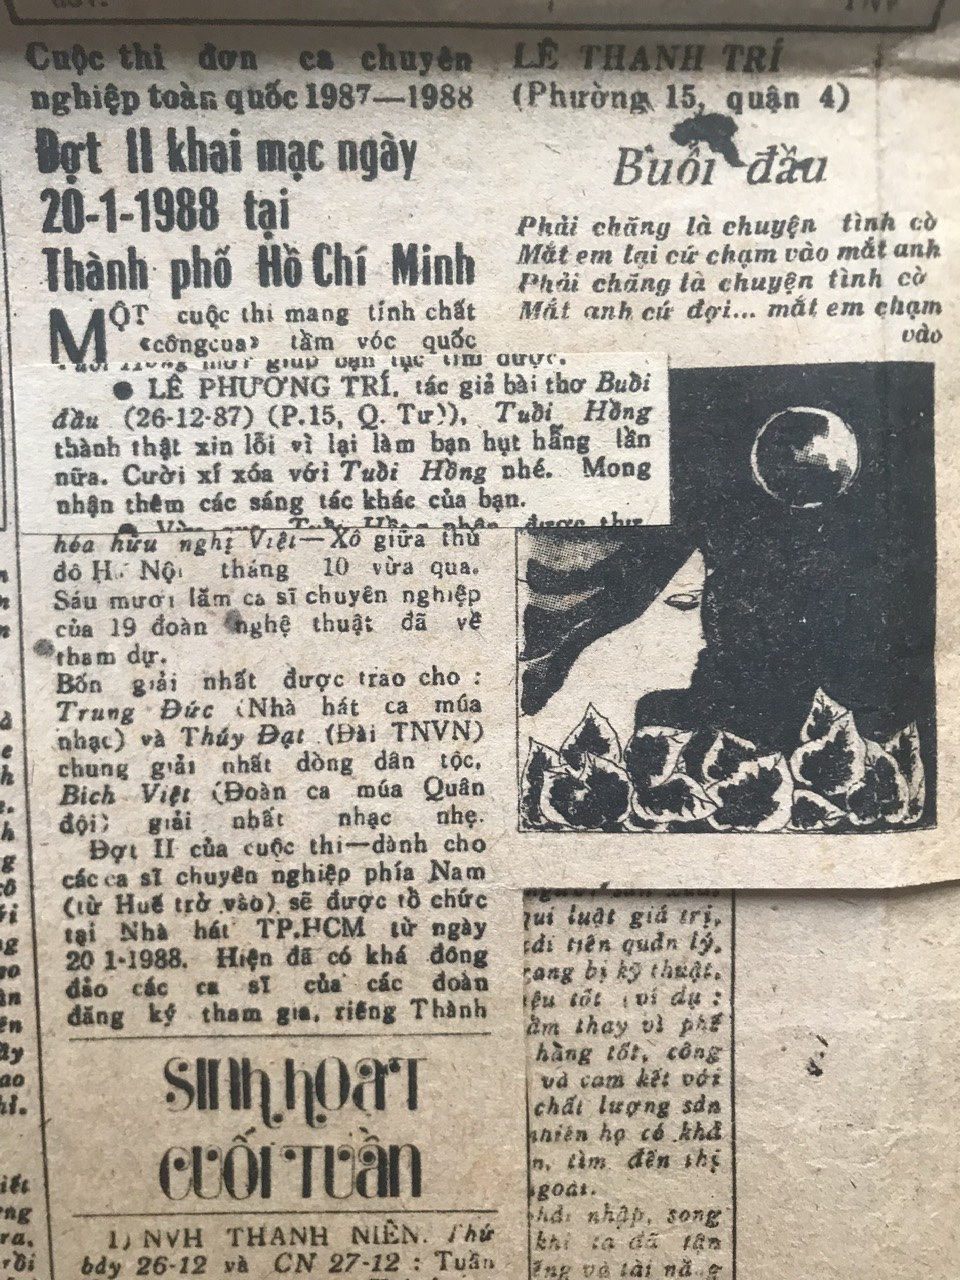 Cuộc thi đơn ca chuyên
nghiệp toàn quốc 1987—1988
Đợt II khai mạc ngày
20-1-1988 tại
Thành phố Hồ Chí Minh
MỘT cuộc thi mang tính chất
«côngcua» tầm vóc quốc
● LÊ PHƯƠNG TRÍ, tác giả bài thơ Buổi
đầu (26-12-87) (P.15, Q. Tư)), Tuổi Hồng
thành thật xin lỗi vì lại làm bạn hụt hẫng lần
nữa. Cười xí xóa với Tuổi Hồng nhé. Mong
nhận thêm các sáng tác khác của bạn.
hóa hữu nghị Việt—Xô giữa thủ
đô Hà Nội tháng 10 vừa qua.
Sáu mươi lăm ca sĩ chuyên nghiệp
của 19 đoàn nghệ thuật đã về
tham dự.
Bốn giải nhất được trao cho :
Trung Đức (Nhà hát ca múa
nhạc) và Thúy Đạt (Đài TNVN)
chung giải nhất dòng dân tộc,
Bích Việt (Đoàn ca múa Quân
đội) giải nhất nhạc nhẹ.
Đợt II của cuộc thi—dành cho
các ca sĩ chuyên nghiệp phía Nam
(từ Huế trở vào) sẽ được tổ chức
tại Nhà hát TP.HCM từ ngày
20 1-1988. Hiện đã có khá đông
đảo các ca sĩ của các đoàn
đăng ký tham gia, riêng Thành
SINH HOẠT
CUỐI TUẦN
1) NVH THANH NIÊN. Thứ
bảy 26-12 và CN 27-12 : Tuần
LÊ THANH TRÍ
(Phường 15, quận 4)
Buổi đầu
Phải chăng là chuyện tình cờ
Mắt em lại cứ chạm vào mắt anh
Phải chăng là chuyện tình cờ
Mắt anh cứ đợi... mắt em chạm
vào
qui luật giá trị,
cải tiến quản lý,
rang bị kỹ thuật,
tốt (ví dụ :
thay vì phế
hàng tốt, công
và cam kết với
chất lượng sản
nhiên họ có khả
n, tìm đến thị
goài.
nhập, song
khi ta đã tận
và tài năng